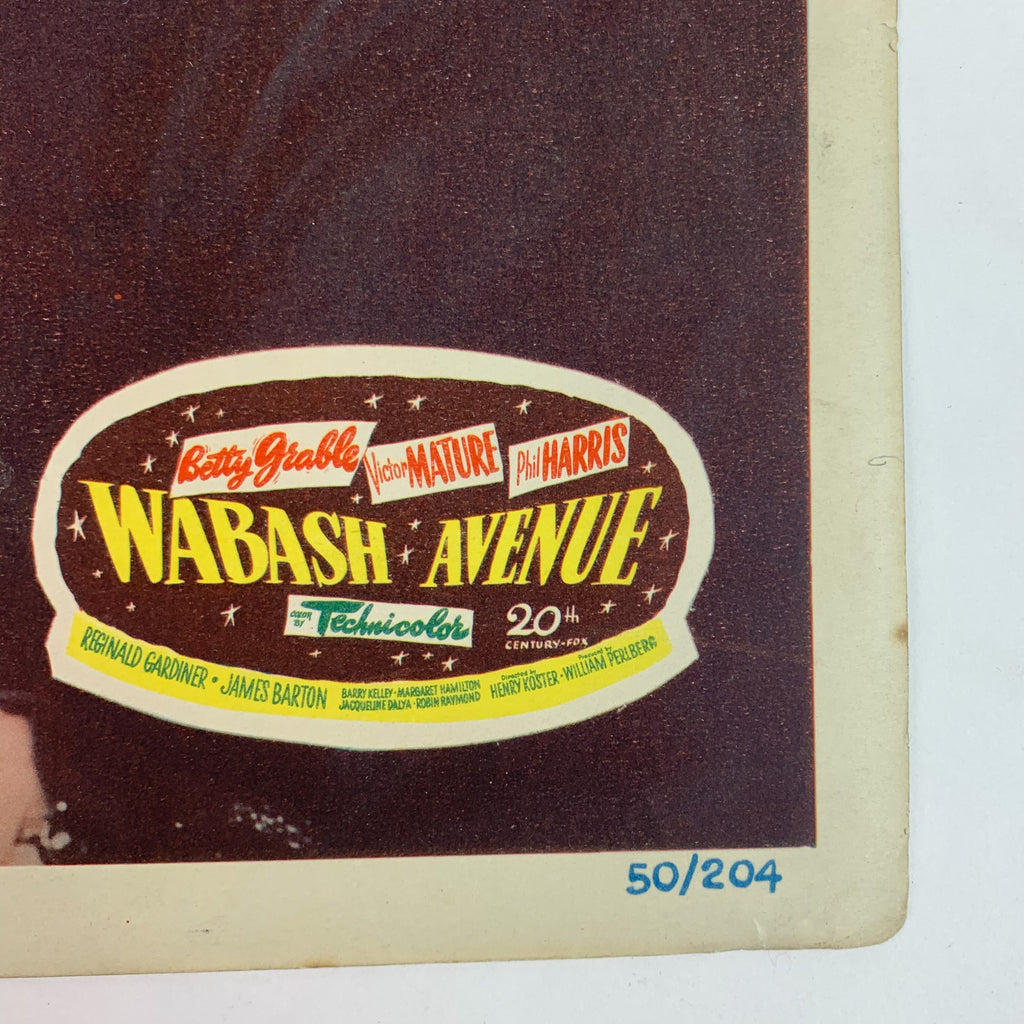 Betty Grable Victor MATURE Phil HARRIS
WABASH AVENUE
COLOR BY Technicolor
20th CENTURY-FOX
REGINALD GARDINER • JAMES BARTON
BARRY KELLEY • MARGARET HAMILTON
JACQUELINE DALYA • ROBIN RAYMOND
Directed by HENRY KOSTER • Produced by WILLIAM PERLBERG
50/204